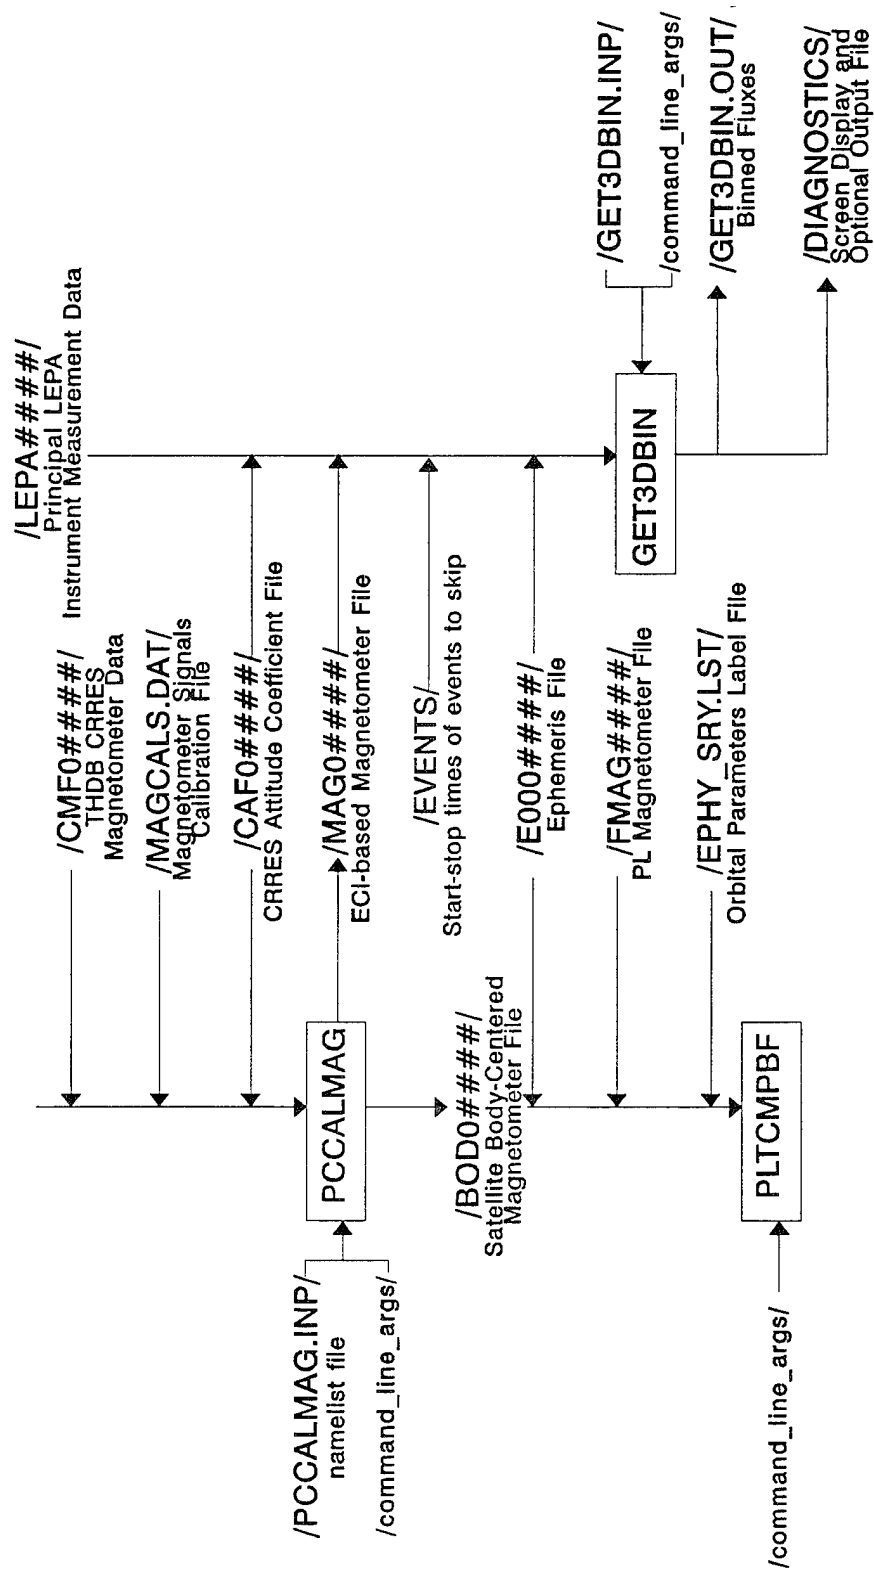 /LEPA####/
Principal LEPA
Instrument Measurement Data
/CMF0####/
THDB CRRES
Magnetometer Data
/MAGCALS.DAT/
Magnetometer Signals
Calibration File
/CAF0####/
CRRES Attitude Coefficient File
/PCCALMAG.INP/
namelist file
/command_line_args/
PCCALMAG
/MAG0####/
ECI-based Magnetometer File
/EVENTS/
Start-stop times of events to skip
/BOD0####/
Satellite Body-Centered
Magnetometer File
/E000####/
Ephemeris File
/FMAG####/
PL Magnetometer File
/EPHY_SRY.LST/
Orbital Parameters Label File
/command_line_args/
PLTCMPBF
GET3DBIN
/GET3DBIN.INP/
/command_line_args/
/GET3DBIN.OUT/
Binned Fluxes
/DIAGNOSTICS/
Screen Display and
Optional Output File